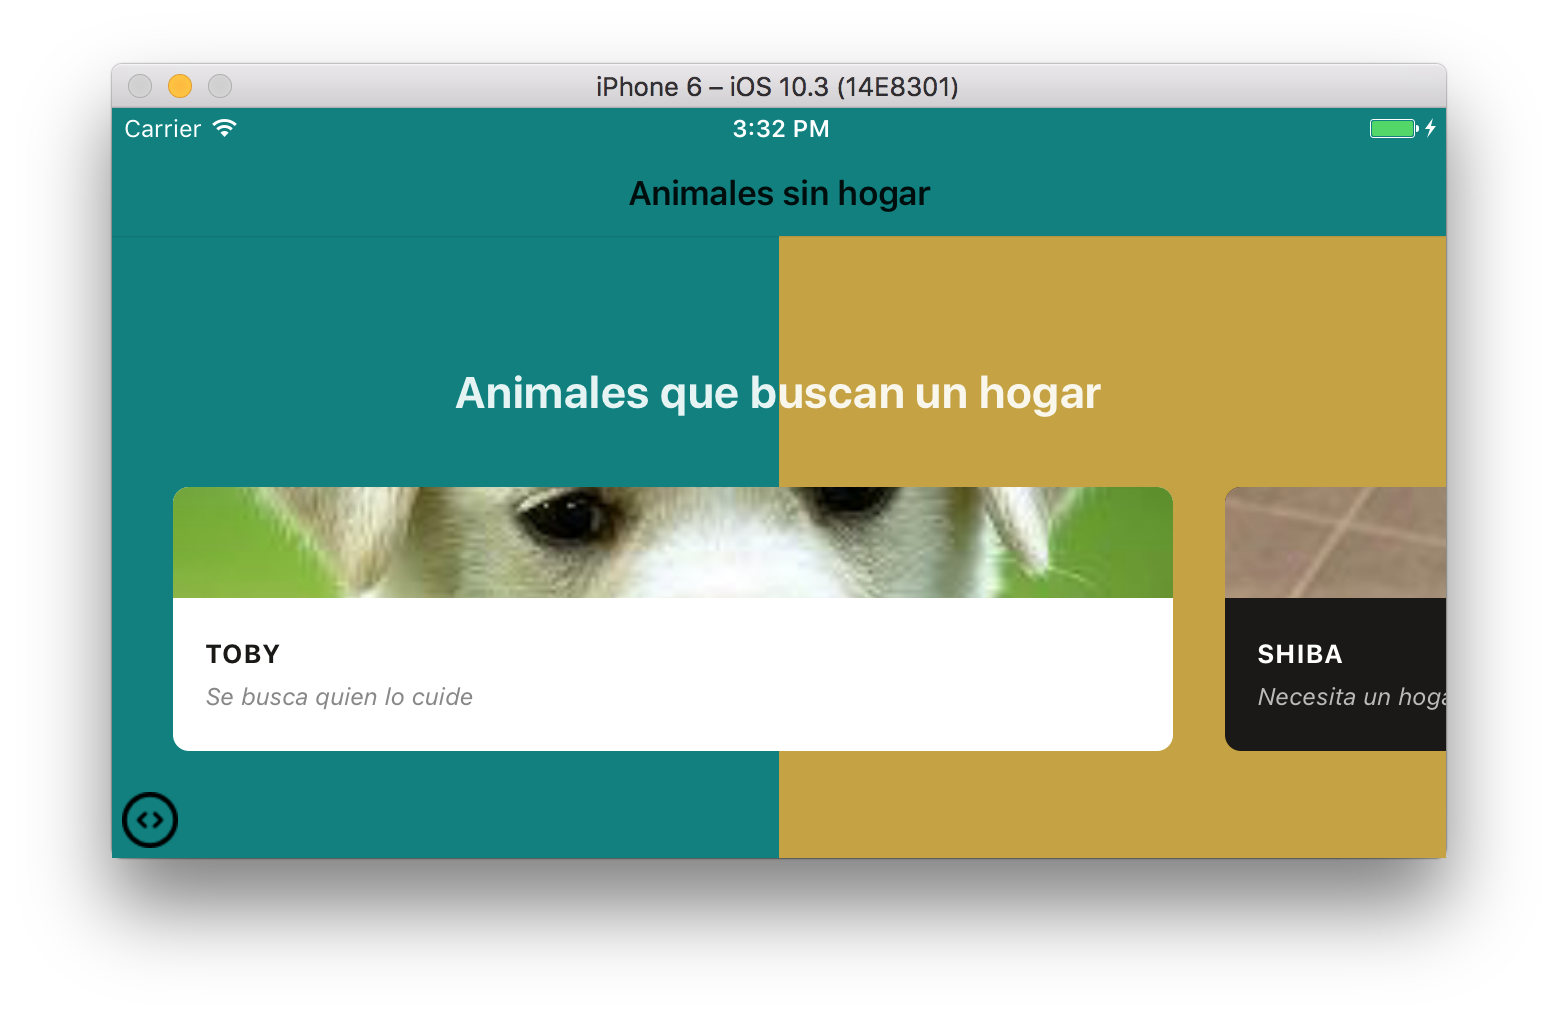 iPhone 6 – iOS 10.3 (14E8301)
Carrier 3:32 PM
Animales sin hogar
Animales que buscan un hogar
TOBY
Se busca quien lo cuide
SHIBA
Necesita un hoga